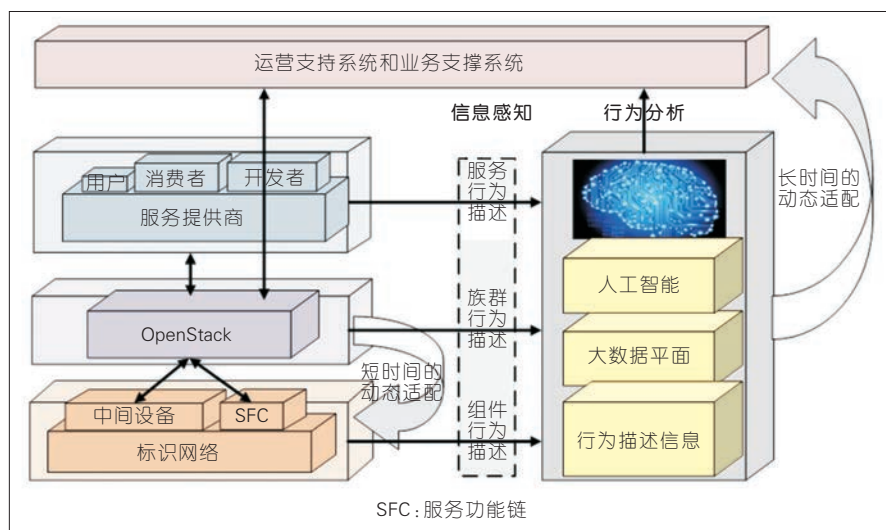 运营支持系统和业务支撑系统
信息感知
行为分析
用户
消费者
开发者
服务提供商
服务
行为
描述
长时间的
动态适配
人工智能
OpenStack
族群
行为
描述
大数据平面
短时间的
动态适配
中间设备
SFC
标识网络
组件
行为
描述
行为描述信息
SFC:服务功能链